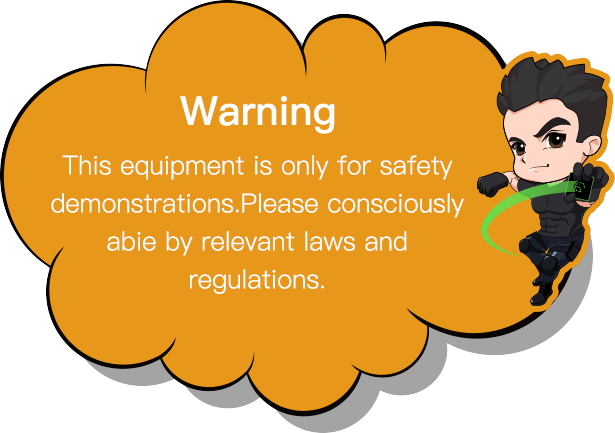 Warning
This equipment is only for safety
demonstrations.Please consciously
abie by relevant laws and
regulations.